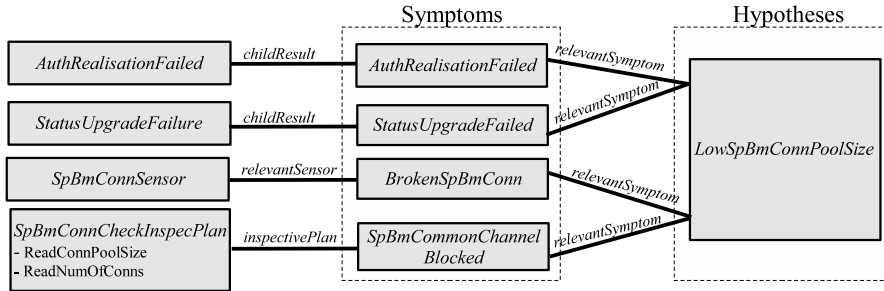 Symptoms
Hypotheses
AuthRealisationFailed
childResult
AuthRealisationFailed
relevantSymptom
StatusUpgradeFailure
childResult
StatusUpgradeFailed
relevantSymptom
LowSpBmConnPoolSize
SpBmConnSensor
relevantSensor
BrokenSpBmConn
relevantSymptom
SpBmConnCheckInspecPlan
- ReadConnPoolSize
- ReadNumOfConns
inspectivePlan
SpBmCommonChannel
Blocked
relevantSymptom